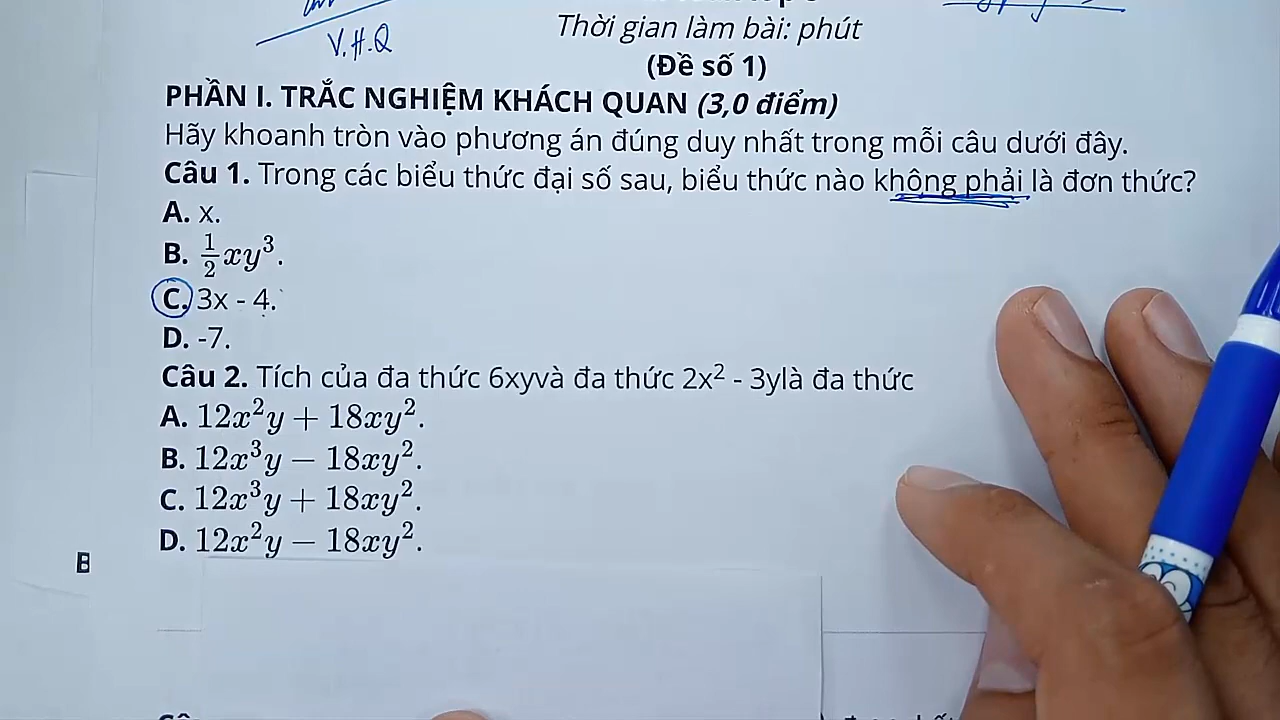 V.H.Q
Thời gian làm bài: phút
(Đề số 1)
PHẦN I. TRẮC NGHIỆM KHÁCH QUAN (3,0 điểm)
Hãy khoanh tròn vào phương án đúng duy nhất trong mỗi câu dưới đây.
Câu 1. Trong các biểu thức đại số sau, biểu thức nào không phải là đơn thức?
A. x.
B. \frac{1}{2}xy³.
C. 3x - 4.
D. -7.
Câu 2. Tích của đa thức 6xyvà đa thức 2x² - 3ylà đa thức
A. 12x²y + 18xy².
B. 12x³y − 18xy².
C. 12x³y + 18xy².
D. 12x²y − 18xy².
B